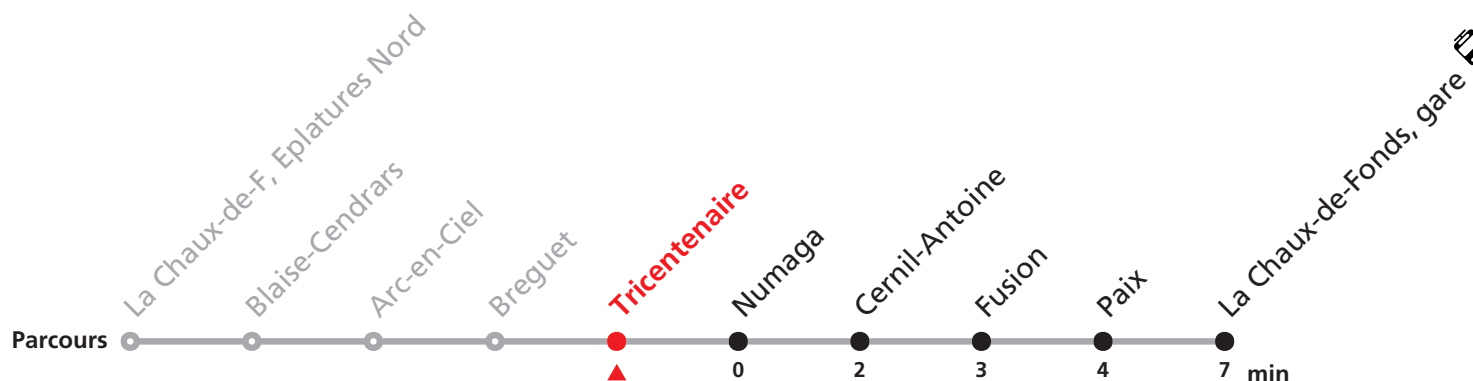 La Chaux-de-F, Eplatures Nord
Blaise-Cendrars
Arc-en-Ciel
Breguet
Tricentenaire
Numaga
Cernil-Antoine
Fusion
Paix
La Chaux-de-Fonds, gare
Parcours
0 2 3 4 7 min